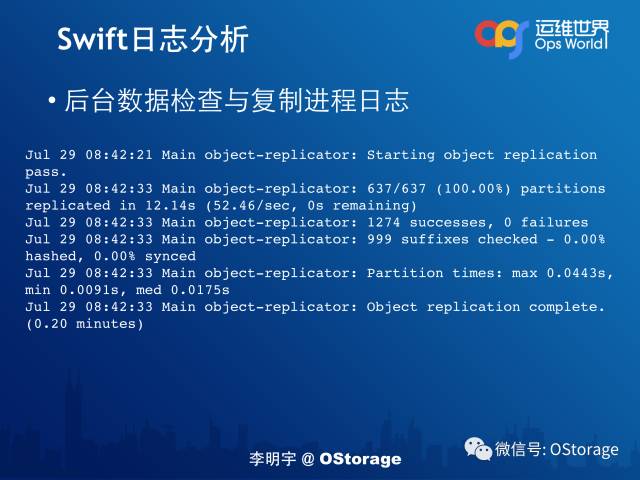 Swift日志分析
运维世界
Ops World
• 后台数据检查与复制进程日志
Jul 29 08:42:21 Main object-replicator: Starting object replication
pass.
Jul 29 08:42:33 Main object-replicator: 637/637 (100.00%) partitions
replicated in 12.14s (52.46/sec, 0s remaining)
Jul 29 08:42:33 Main object-replicator: 1274 successes, 0 failures
Jul 29 08:42:33 Main object-replicator: 999 suffixes checked - 0.00%
hashed, 0.00% synced
Jul 29 08:42:33 Main object-replicator: Partition times: max 0.0443s,
min 0.0091s, med 0.0175s
Jul 29 08:42:33 Main object-replicator: Object replication complete.
(0.20 minutes)
李明宇 @ OStorage
微信号: OStorage